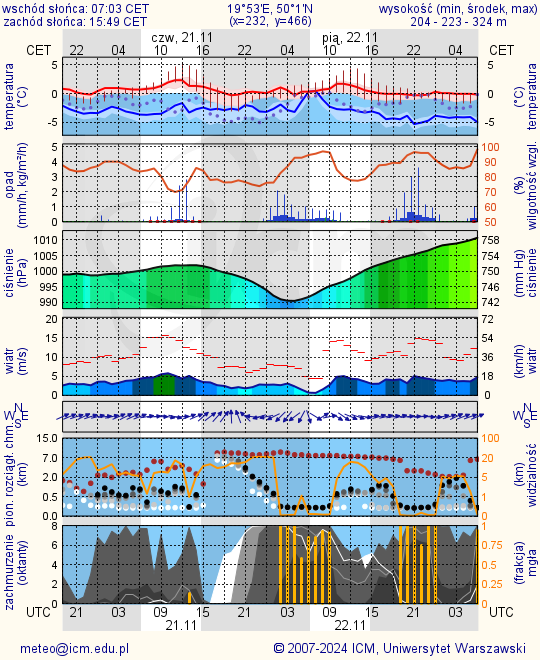 wschód słońca: 07:03 CET
19°53'E, 50°1'N
wysokość (min, środek, max)
zachód słońca: 15:49 CET
(x=232, y=466)
204 - 223 - 324 m
czw, 21.11
pią, 22.11
CET 22 04 10 16 22 04 10 16 22 04 CET
temperatura
(°C)
5
0
-5
5
0
-5
(°C)
temperatura
opad
(mm/h, kg/m²/h)
5
4
3
2
1
0
100
90
80
70
60
50
(%)
wilgotność wzgl.
ciśnienie
(hPa)
1010
1005
1000
995
990
758
754
750
746
742
(mm Hg)
ciśnienie
wiatr
(m/s)
20
15
10
5
0
72
54
36
18
0
(km/h)
wiatr
N
W E
S
N
W E
S
pion. rozciągł. chm.
(km)
15.0
7.0
2.0
0.5
0.0
100
20
5
1
0
(km)
widzialność
zachmurzenie
(oktanty)
8
6
4
2
0
1
0.75
0.5
0.25
0
(frakcja)
mgła
UTC 21 03 09 15 21 03 09 15 21 03 UTC
21.11
22.11
meteo@icm.edu.pl
© 2007-2024 ICM, Uniwersytet Warszawski